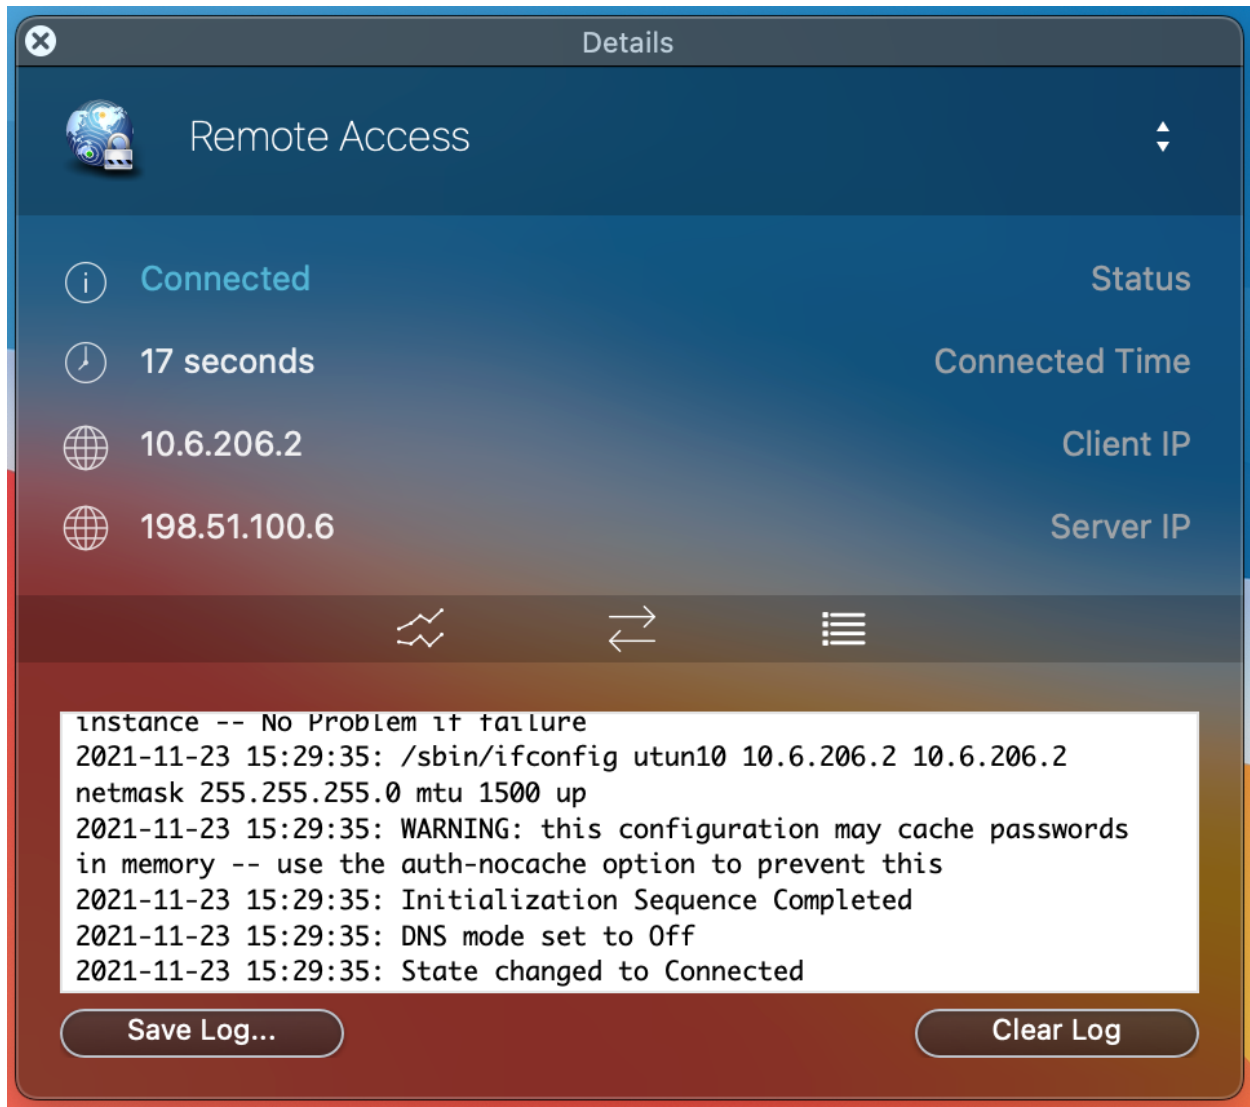 Details
Remote Access
Connected Status
17 seconds Connected Time
10.6.206.2 Client IP
198.51.100.6 Server IP
instance -- No Problem if failure
2021-11-23 15:29:35: /sbin/ifconfig utun10 10.6.206.2 10.6.206.2
netmask 255.255.255.0 mtu 1500 up
2021-11-23 15:29:35: WARNING: this configuration may cache passwords
in memory -- use the auth-nocache option to prevent this
2021-11-23 15:29:35: Initialization Sequence Completed
2021-11-23 15:29:35: DNS mode set to Off
2021-11-23 15:29:35: State changed to Connected
Save Log... Clear Log